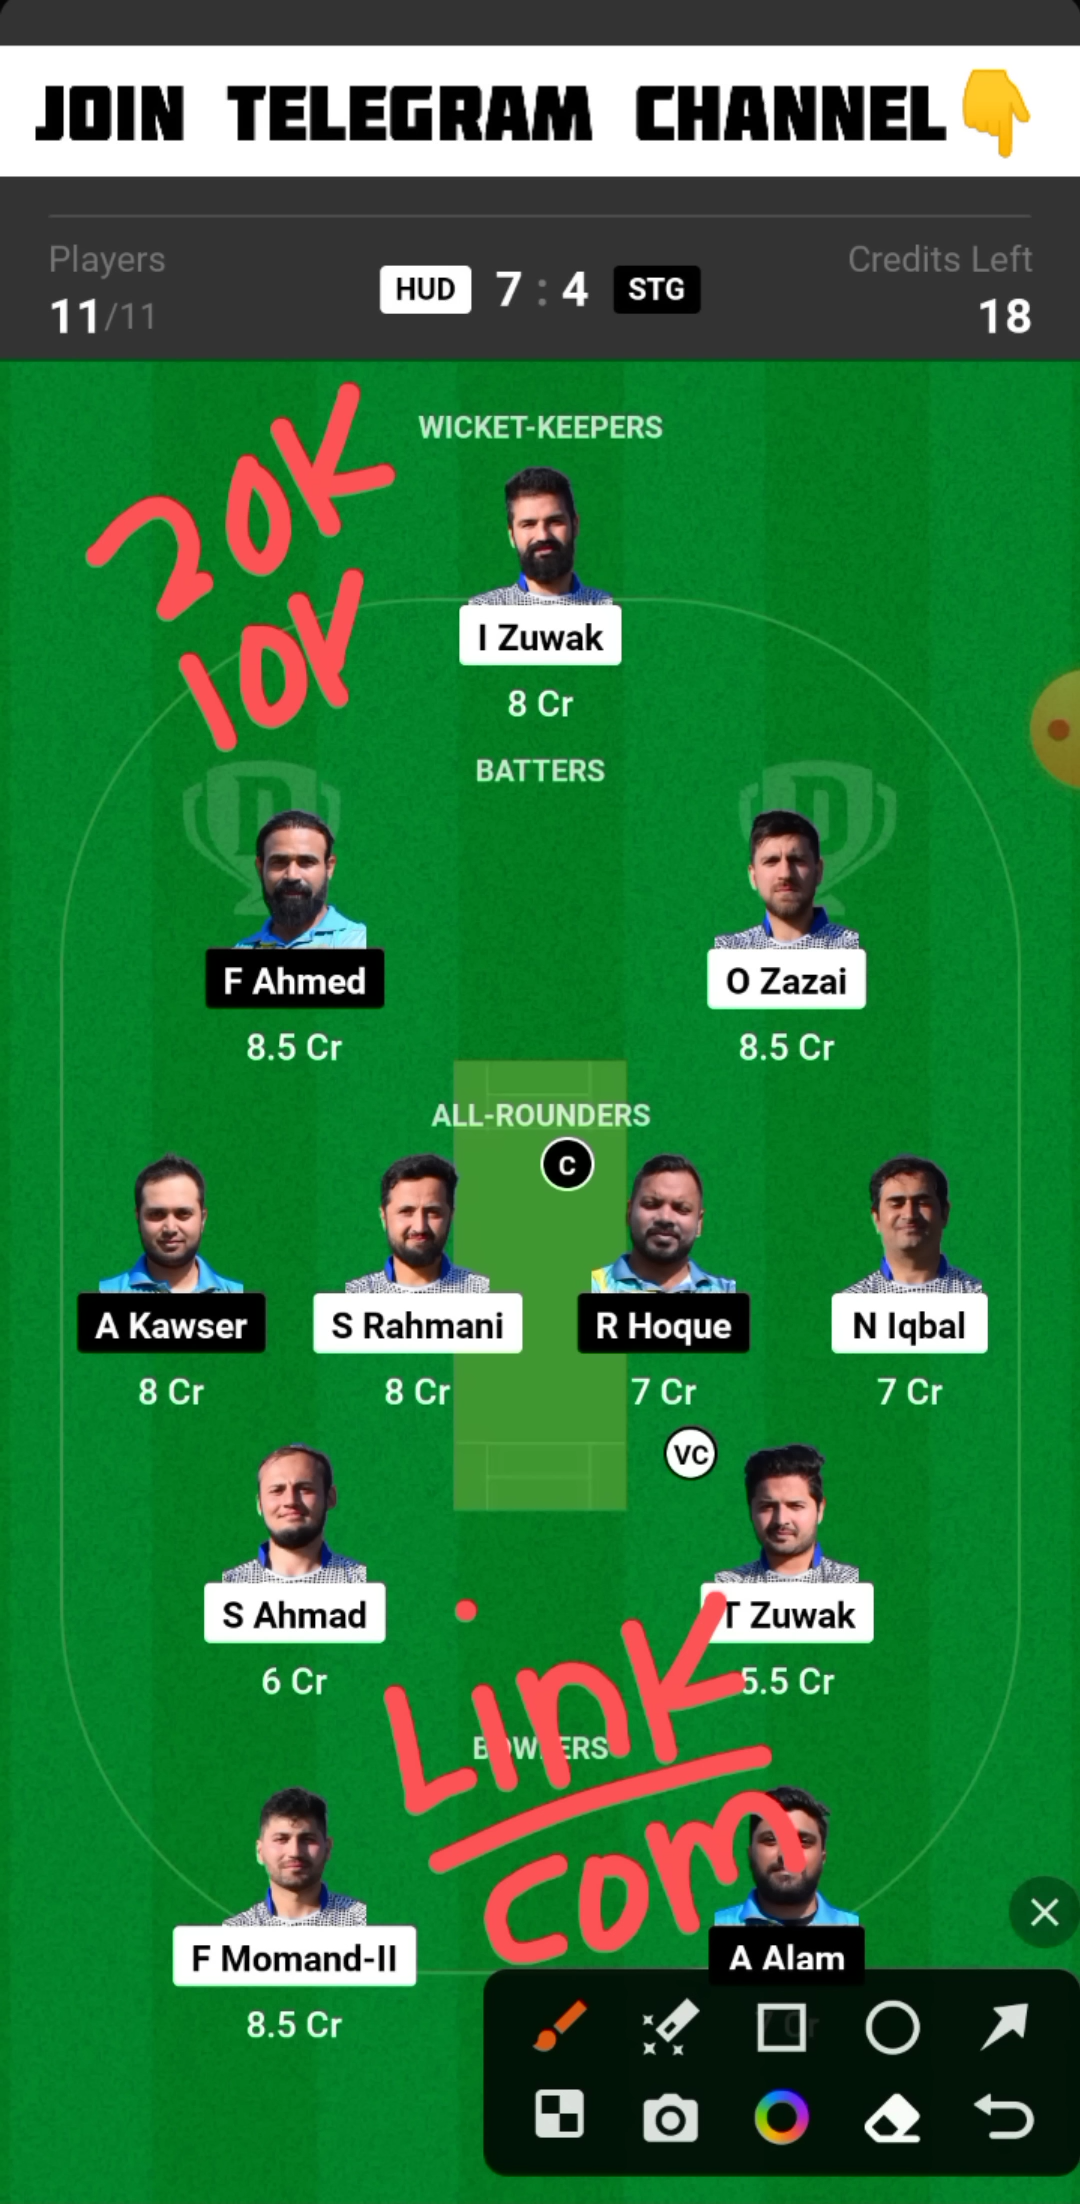 JOIN TELEGRAM CHANNEL
Players
Credits Left
11/11
HUD 7 : 4 STG
18
20K
WICKET-KEEPERS
10K
I Zuwak
8 Cr
BATTERS
F Ahmed
O Zazai
8.5 Cr
8.5 Cr
ALL-ROUNDERS
C
A Kawser
S Rahmani
R Hoque
N Iqbal
8 Cr
8 Cr
7 Cr
7 Cr
VC
S Ahmad
T Zuwak
6 Cr
5.5 Cr
Link
BOWLERS
com
F Momand-II
A Alam
8.5 Cr